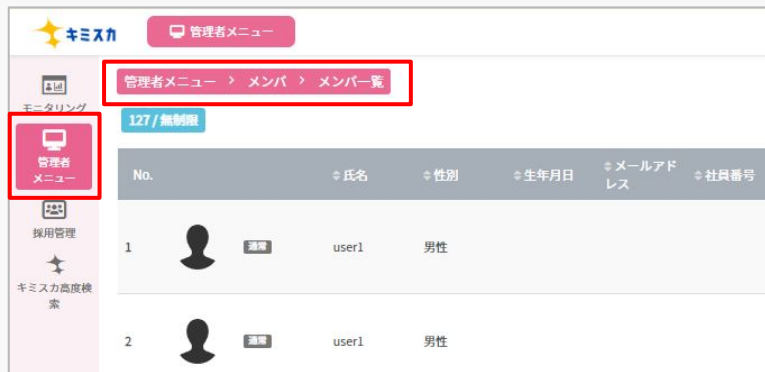 キミスカ
管理者メニュー
モニタリング
管理者
メニュー
採用管理
キミスカ高度検
索
管理者メニュー > メンバ > メンバ一覧
127 / 無制限
No. 氏名 性別 生年月日 メールアド
レス 社員番号
1 通常 user1 男性
2 通常 user1 男性